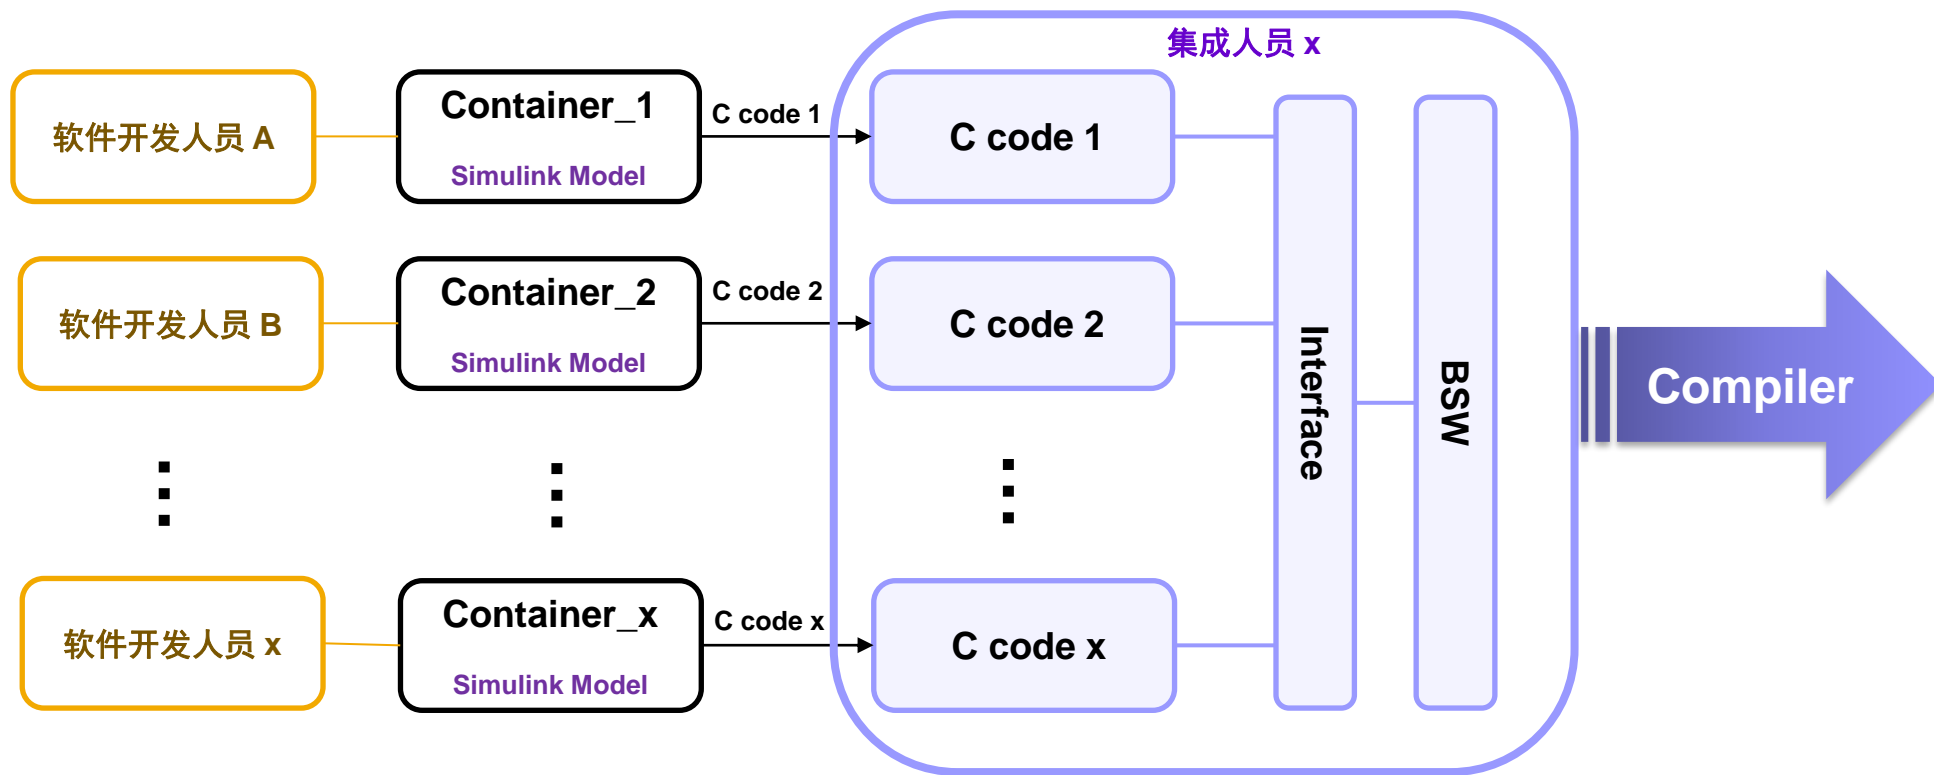 集成人员 x
软件开发人员 A
Container_1
Simulink Model
C code 1
C code 1
软件开发人员 B
Container_2
Simulink Model
C code 2
C code 2
软件开发人员 x
Container_x
Simulink Model
C code x
C code x
Interface
BSW
Compiler